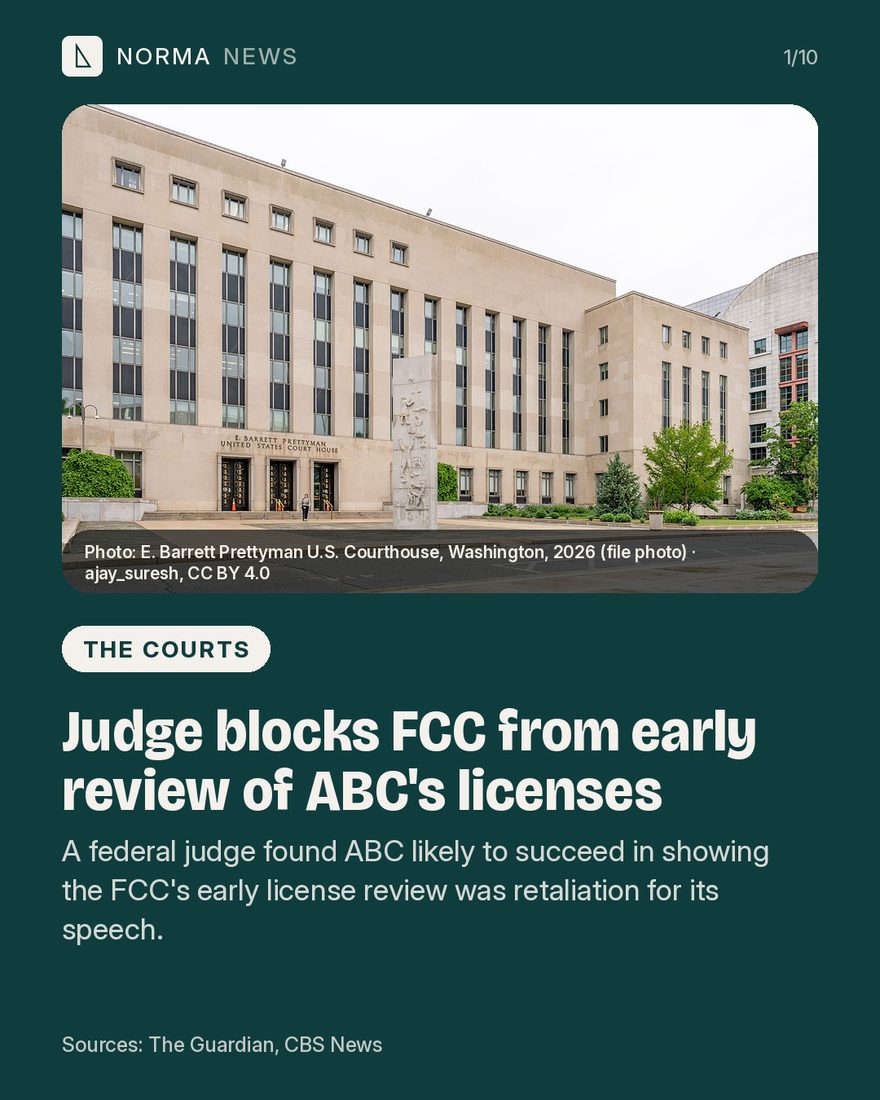 NORMA NEWS
1/10
E. BARRETT PRETTYMAN
UNITED STATES COURT HOUSE
Photo: E. Barrett Prettyman U.S. Courthouse, Washington, 2026 (file photo) ·
ajay_suresh, CC BY 4.0
THE COURTS
Judge blocks FCC from early
review of ABC's licenses
A federal judge found ABC likely to succeed in showing
the FCC's early license review was retaliation for its
speech.
Sources: The Guardian, CBS News